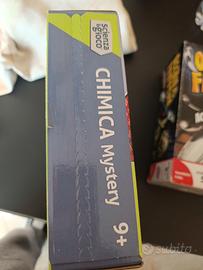 Scienza
e Gioco
CHIMICA Mystery
9+
subito